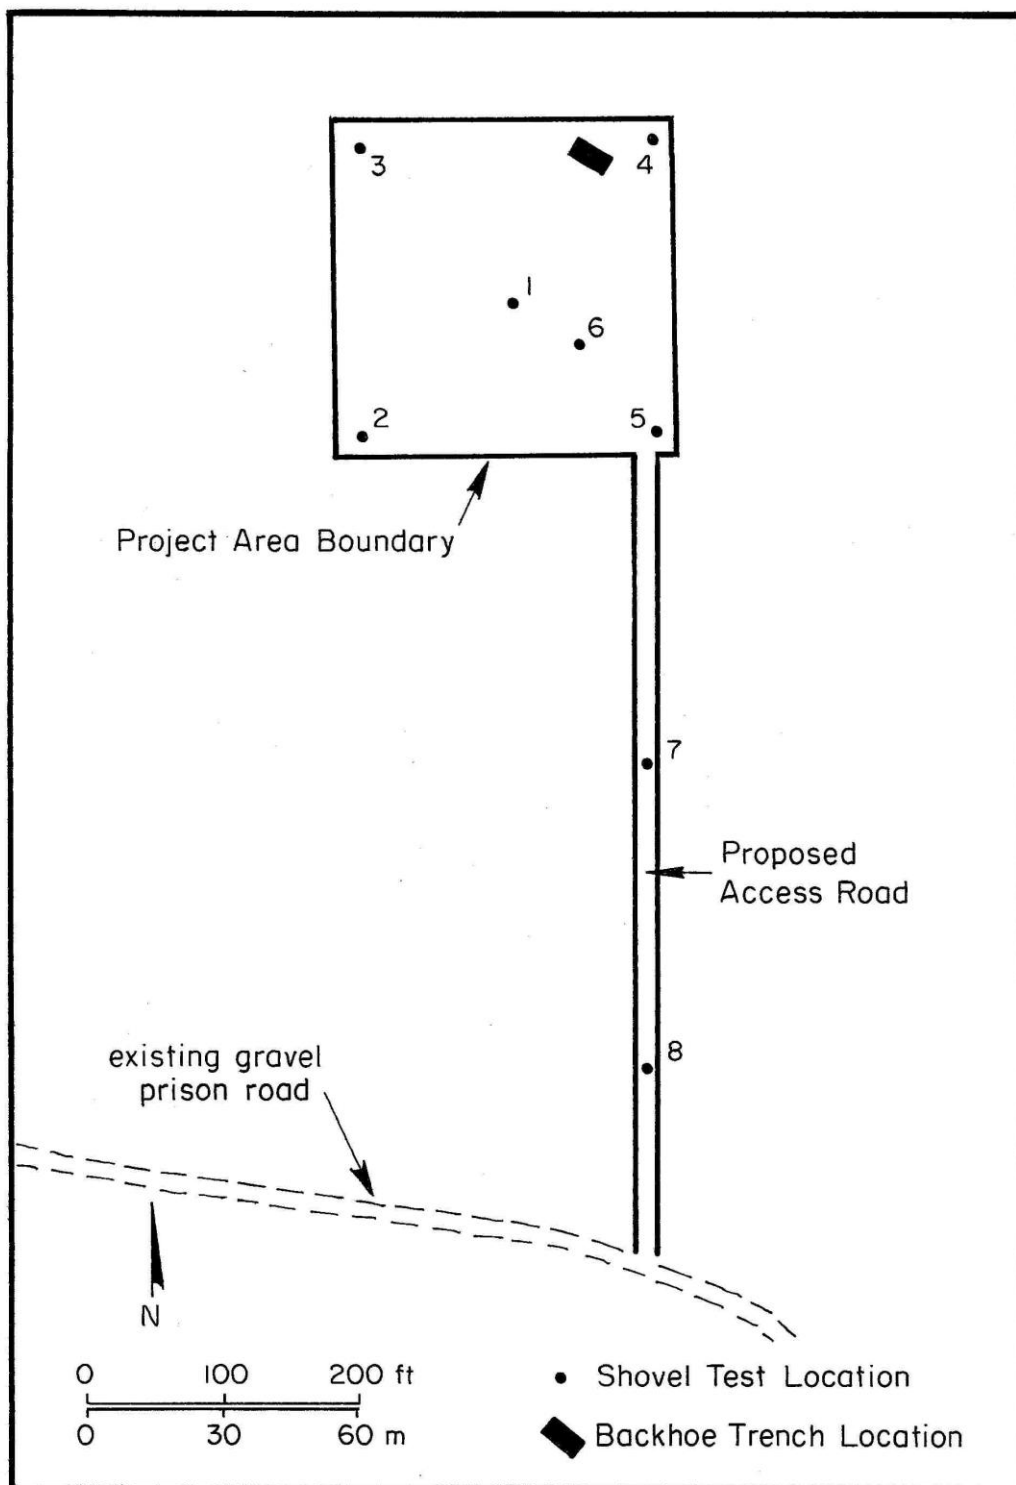 3
4
1
6
2
5
Project Area Boundary
7
Proposed
Access Road
8
existing gravel
prison road
N
0 100 200 ft
0 30 60 m
Shovel Test Location
Backhoe Trench Location